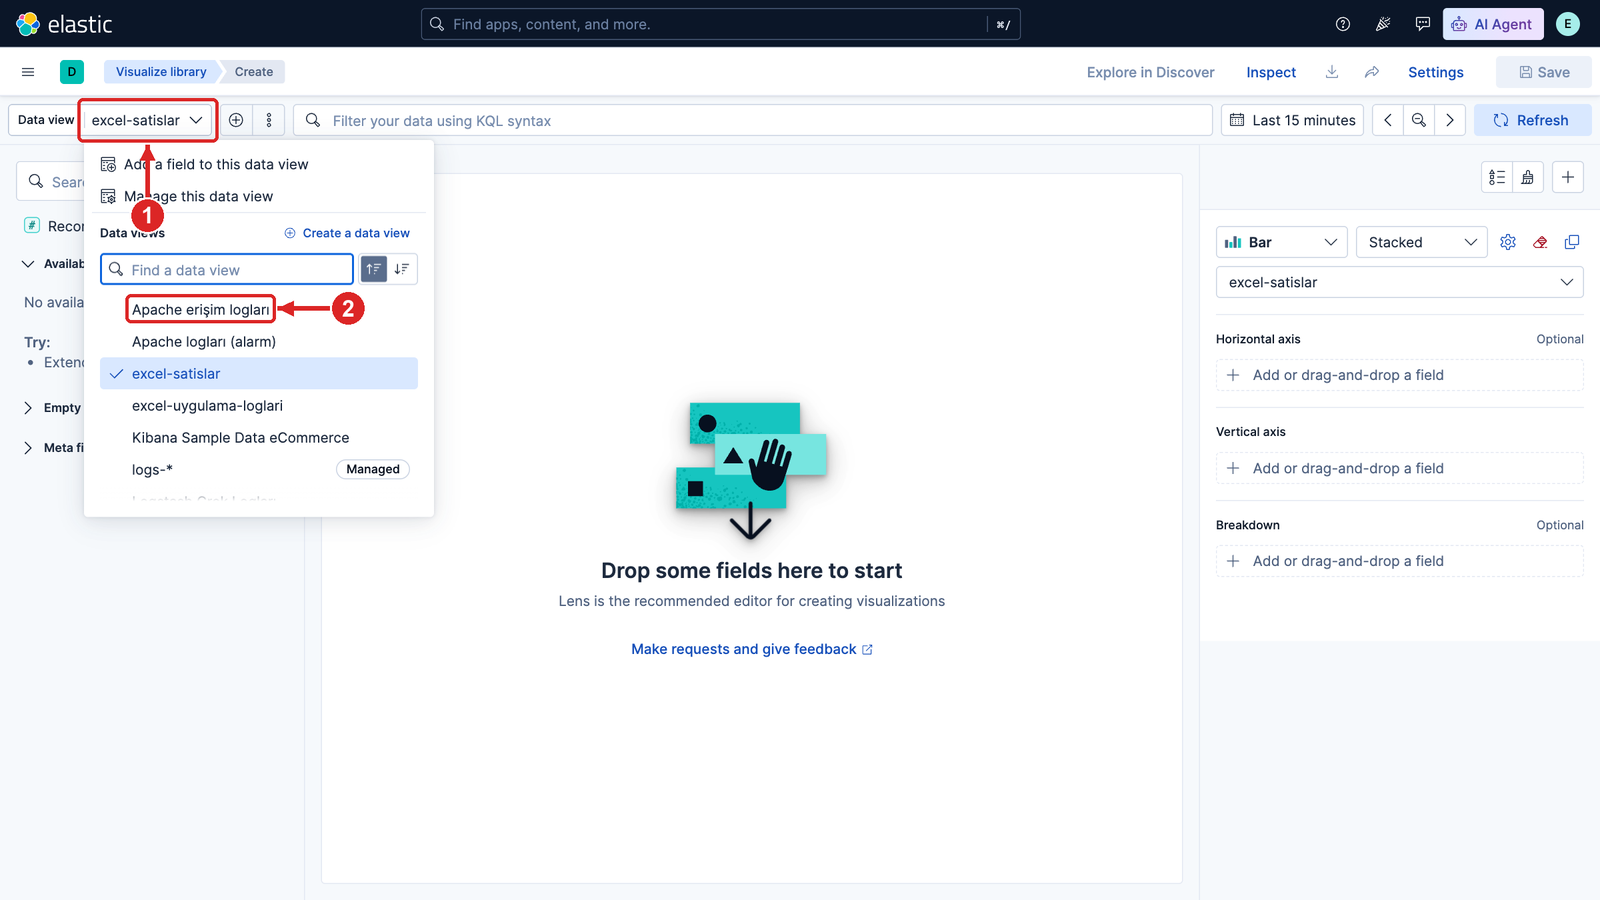 elastic
Find apps, content, and more.
⌘/
AI Agent
E
D
Visualize library
Create
Explore in Discover
Inspect
Settings
Save
Data view
excel-satislar
Filter your data using KQL syntax
Last 15 minutes
Refresh
Sear
Add a field to this data view
Manage this data view
1
# Recor
Data views
Create a data view
Availab
Find a data view
No availa
Apache erişim logları
2
Try:
Apache logları (alarm)
• Extend
excel-satislar
Empty
excel-uygulama-loglari
Kibana Sample Data eCommerce
Meta fi
logs-*
Managed
Drop some fields here to start
Lens is the recommended editor for creating visualizations
Make requests and give feedback
Bar
Stacked
excel-satislar
Horizontal axis
Optional
Add or drag-and-drop a field
Vertical axis
Add or drag-and-drop a field
Breakdown
Optional
Add or drag-and-drop a field